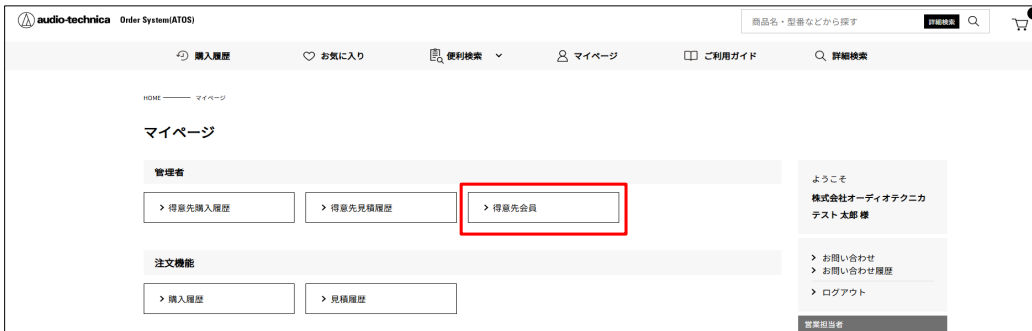 audio-technica Order System(ATOS)
商品名・型番などから探す 詳細検索
購入履歴 お気に入り 便利検索 マイページ ご利用ガイド 詳細検索
HOME マイページ
マイページ
管理者
得意先購入履歴 得意先見積履歴 得意先会員
注文機能
購入履歴 見積履歴
ようこそ
株式会社オーディオテクニカ
テスト 太郎 様
お問い合わせ
お問い合わせ履歴
ログアウト
営業担当者